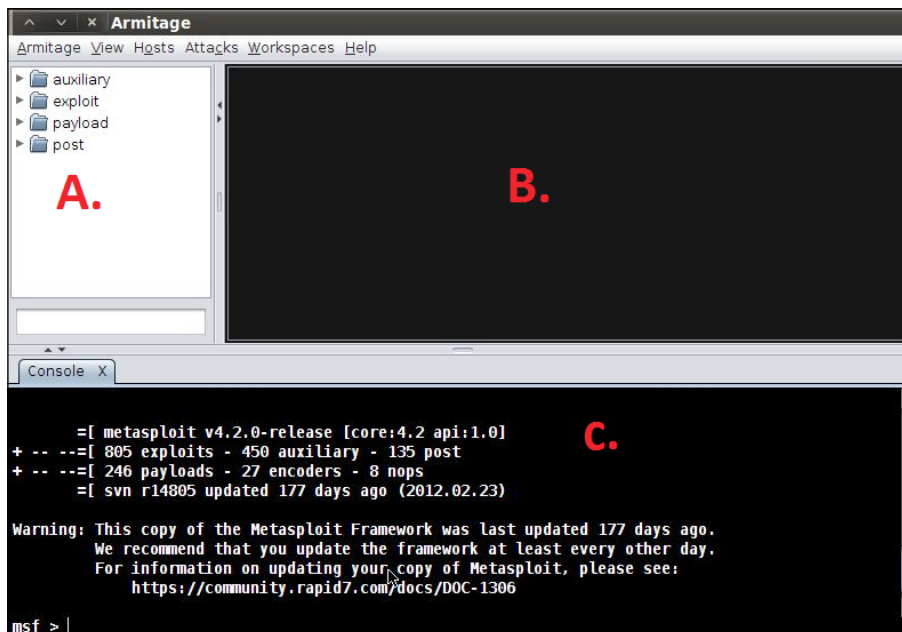 Armitage
Armitage View Hosts Attacks Workspaces Help
auxiliary
exploit
payload
post
A.
B.
Console X
=[ metasploit v4.2.0-release [core:4.2 api:1.0]
+ -- --=[ 805 exploits - 450 auxiliary - 135 post
+ -- --=[ 246 payloads - 27 encoders - 8 nops
=[ svn r14805 updated 177 days ago (2012.02.23)
C.
Warning: This copy of the Metasploit Framework was last updated 177 days ago.
We recommend that you update the framework at least every other day.
For information on updating your copy of Metasploit, please see:
https://community.rapid7.com/docs/DOC-1306
msf >